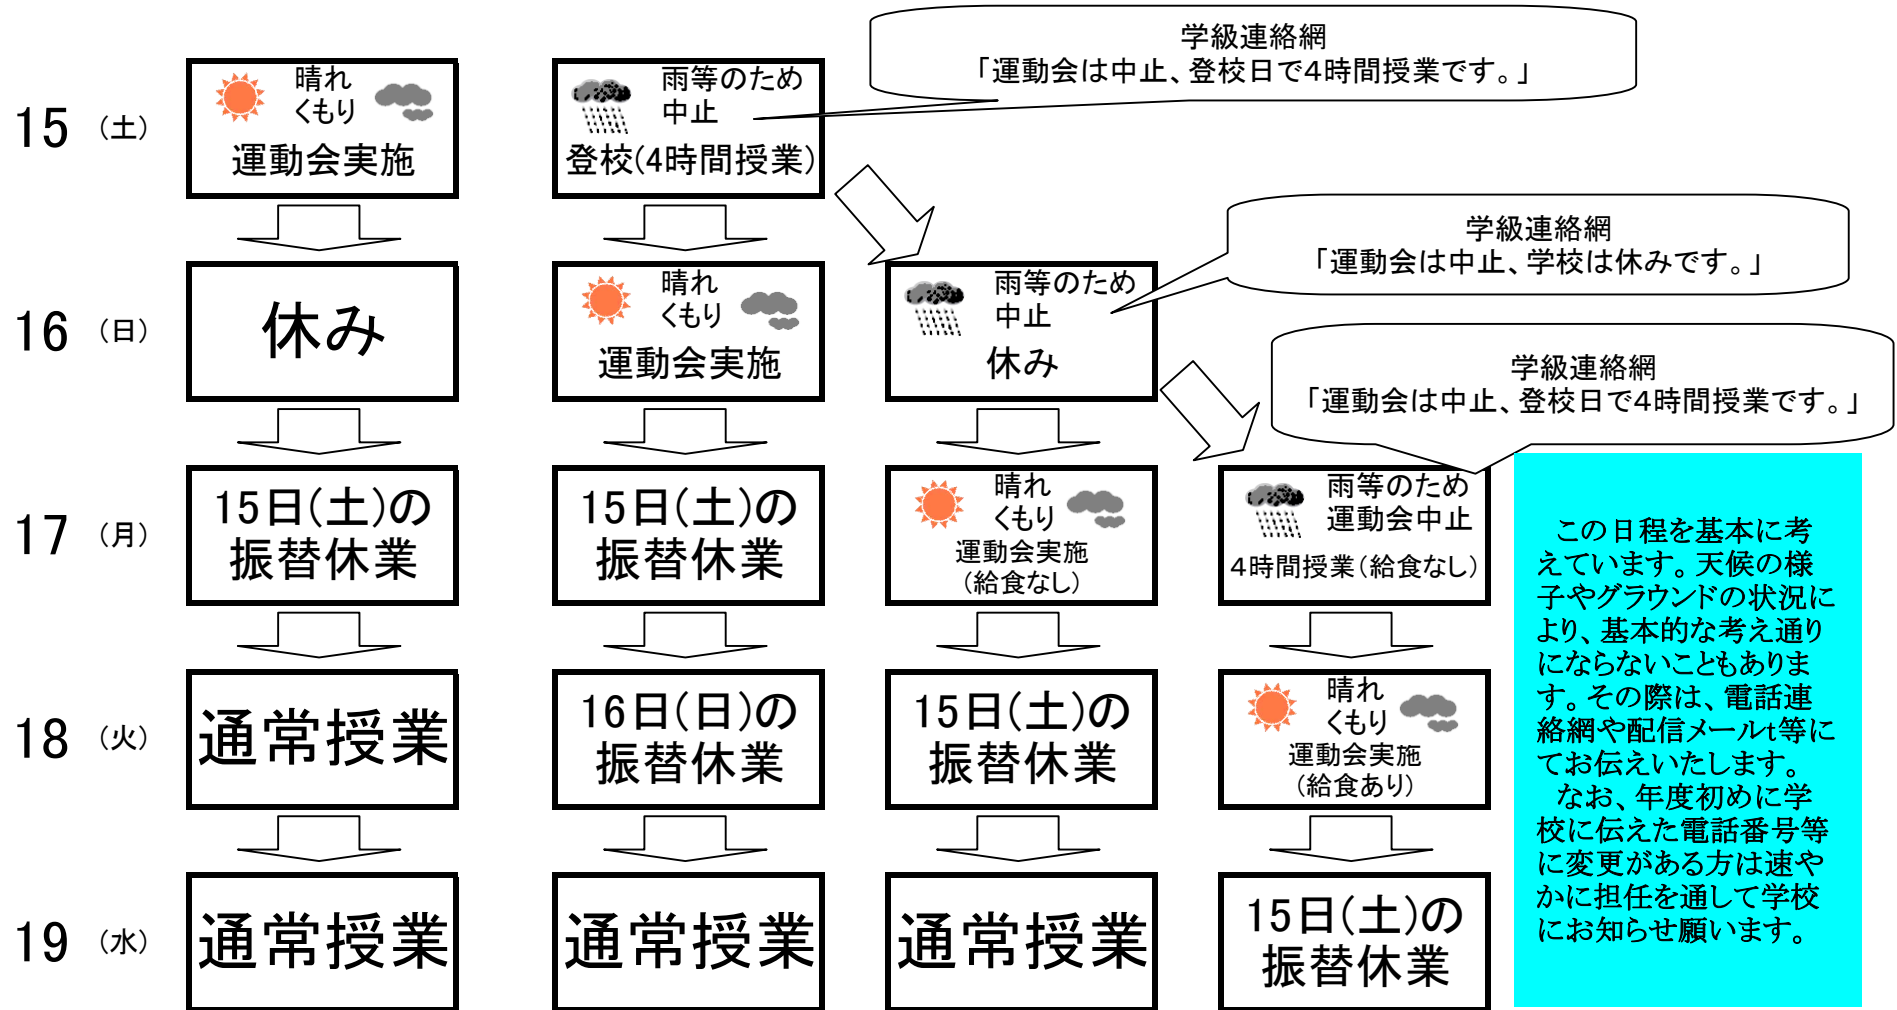 学級連絡網
「運動会は中止、登校日で4時間授業です。」
15 (土)
晴れ
くもり
運動会実施
雨等のため
中止
登校(4時間授業)
学級連絡網
「運動会は中止、学校は休みです。」
16 (日)
休み
晴れ
くもり
運動会実施
雨等のため
中止
休み
学級連絡網
「運動会は中止、登校日で4時間授業です。」
17 (月)
15日(土)の
振替休業
15日(土)の
振替休業
晴れ
くもり
運動会実施
(給食なし)
雨等のため
運動会中止
4時間授業(給食なし)
18 (火)
通常授業
16日(日)の
振替休業
15日(土)の
振替休業
晴れ
くもり
運動会実施
(給食あり)
19 (水)
通常授業
通常授業
通常授業
15日(土)の
振替休業
この日程を基本に考
えています。天候の様
子やグラウンドの状況に
より、基本的な考え通り
にならないこともありま
す。その際は、電話連
絡網や配信メールt等に
てお伝えいたします。
なお、年度初めに学
校に伝えた電話番号等
に変更がある方は速や
かに担任を通して学校
にお知らせ願います。